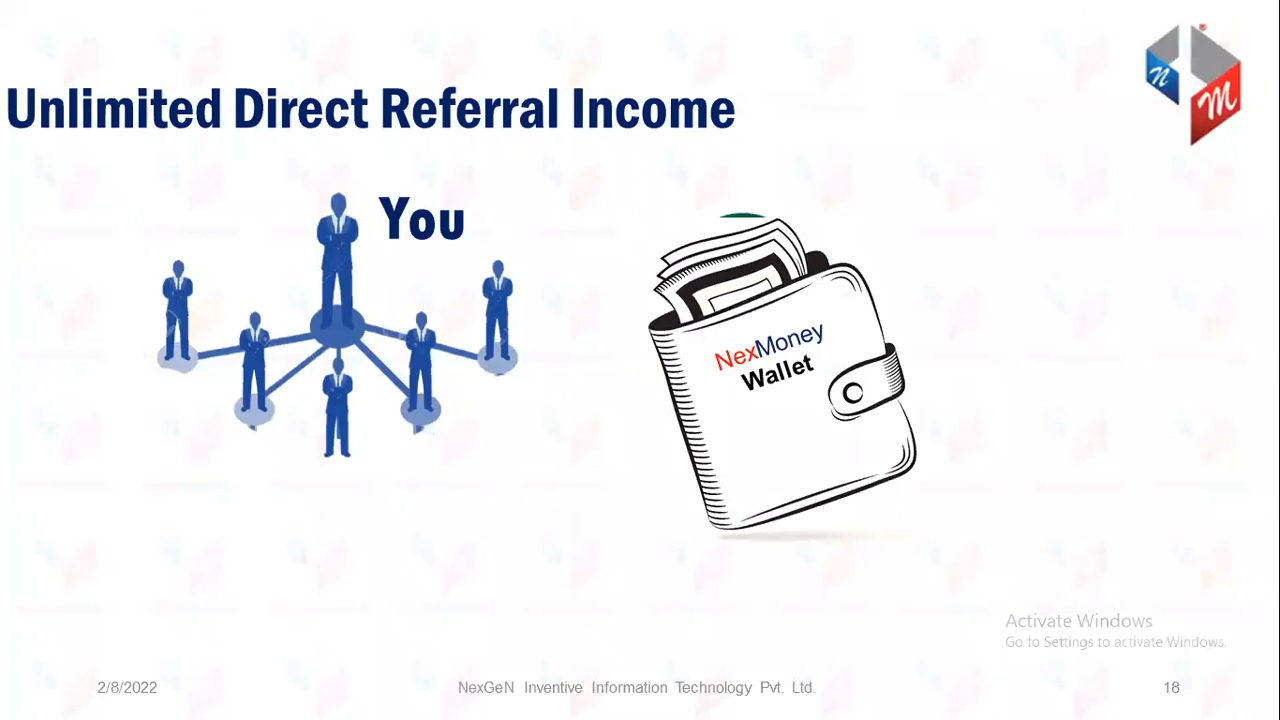 Unlimited Direct Referral Income
You
NexMoney
Wallet
n
m
®
Activate Windows
Go to Settings to activate Windows.
2/8/2022
NexGeN Inventive Information Technology Pvt. Ltd.
18